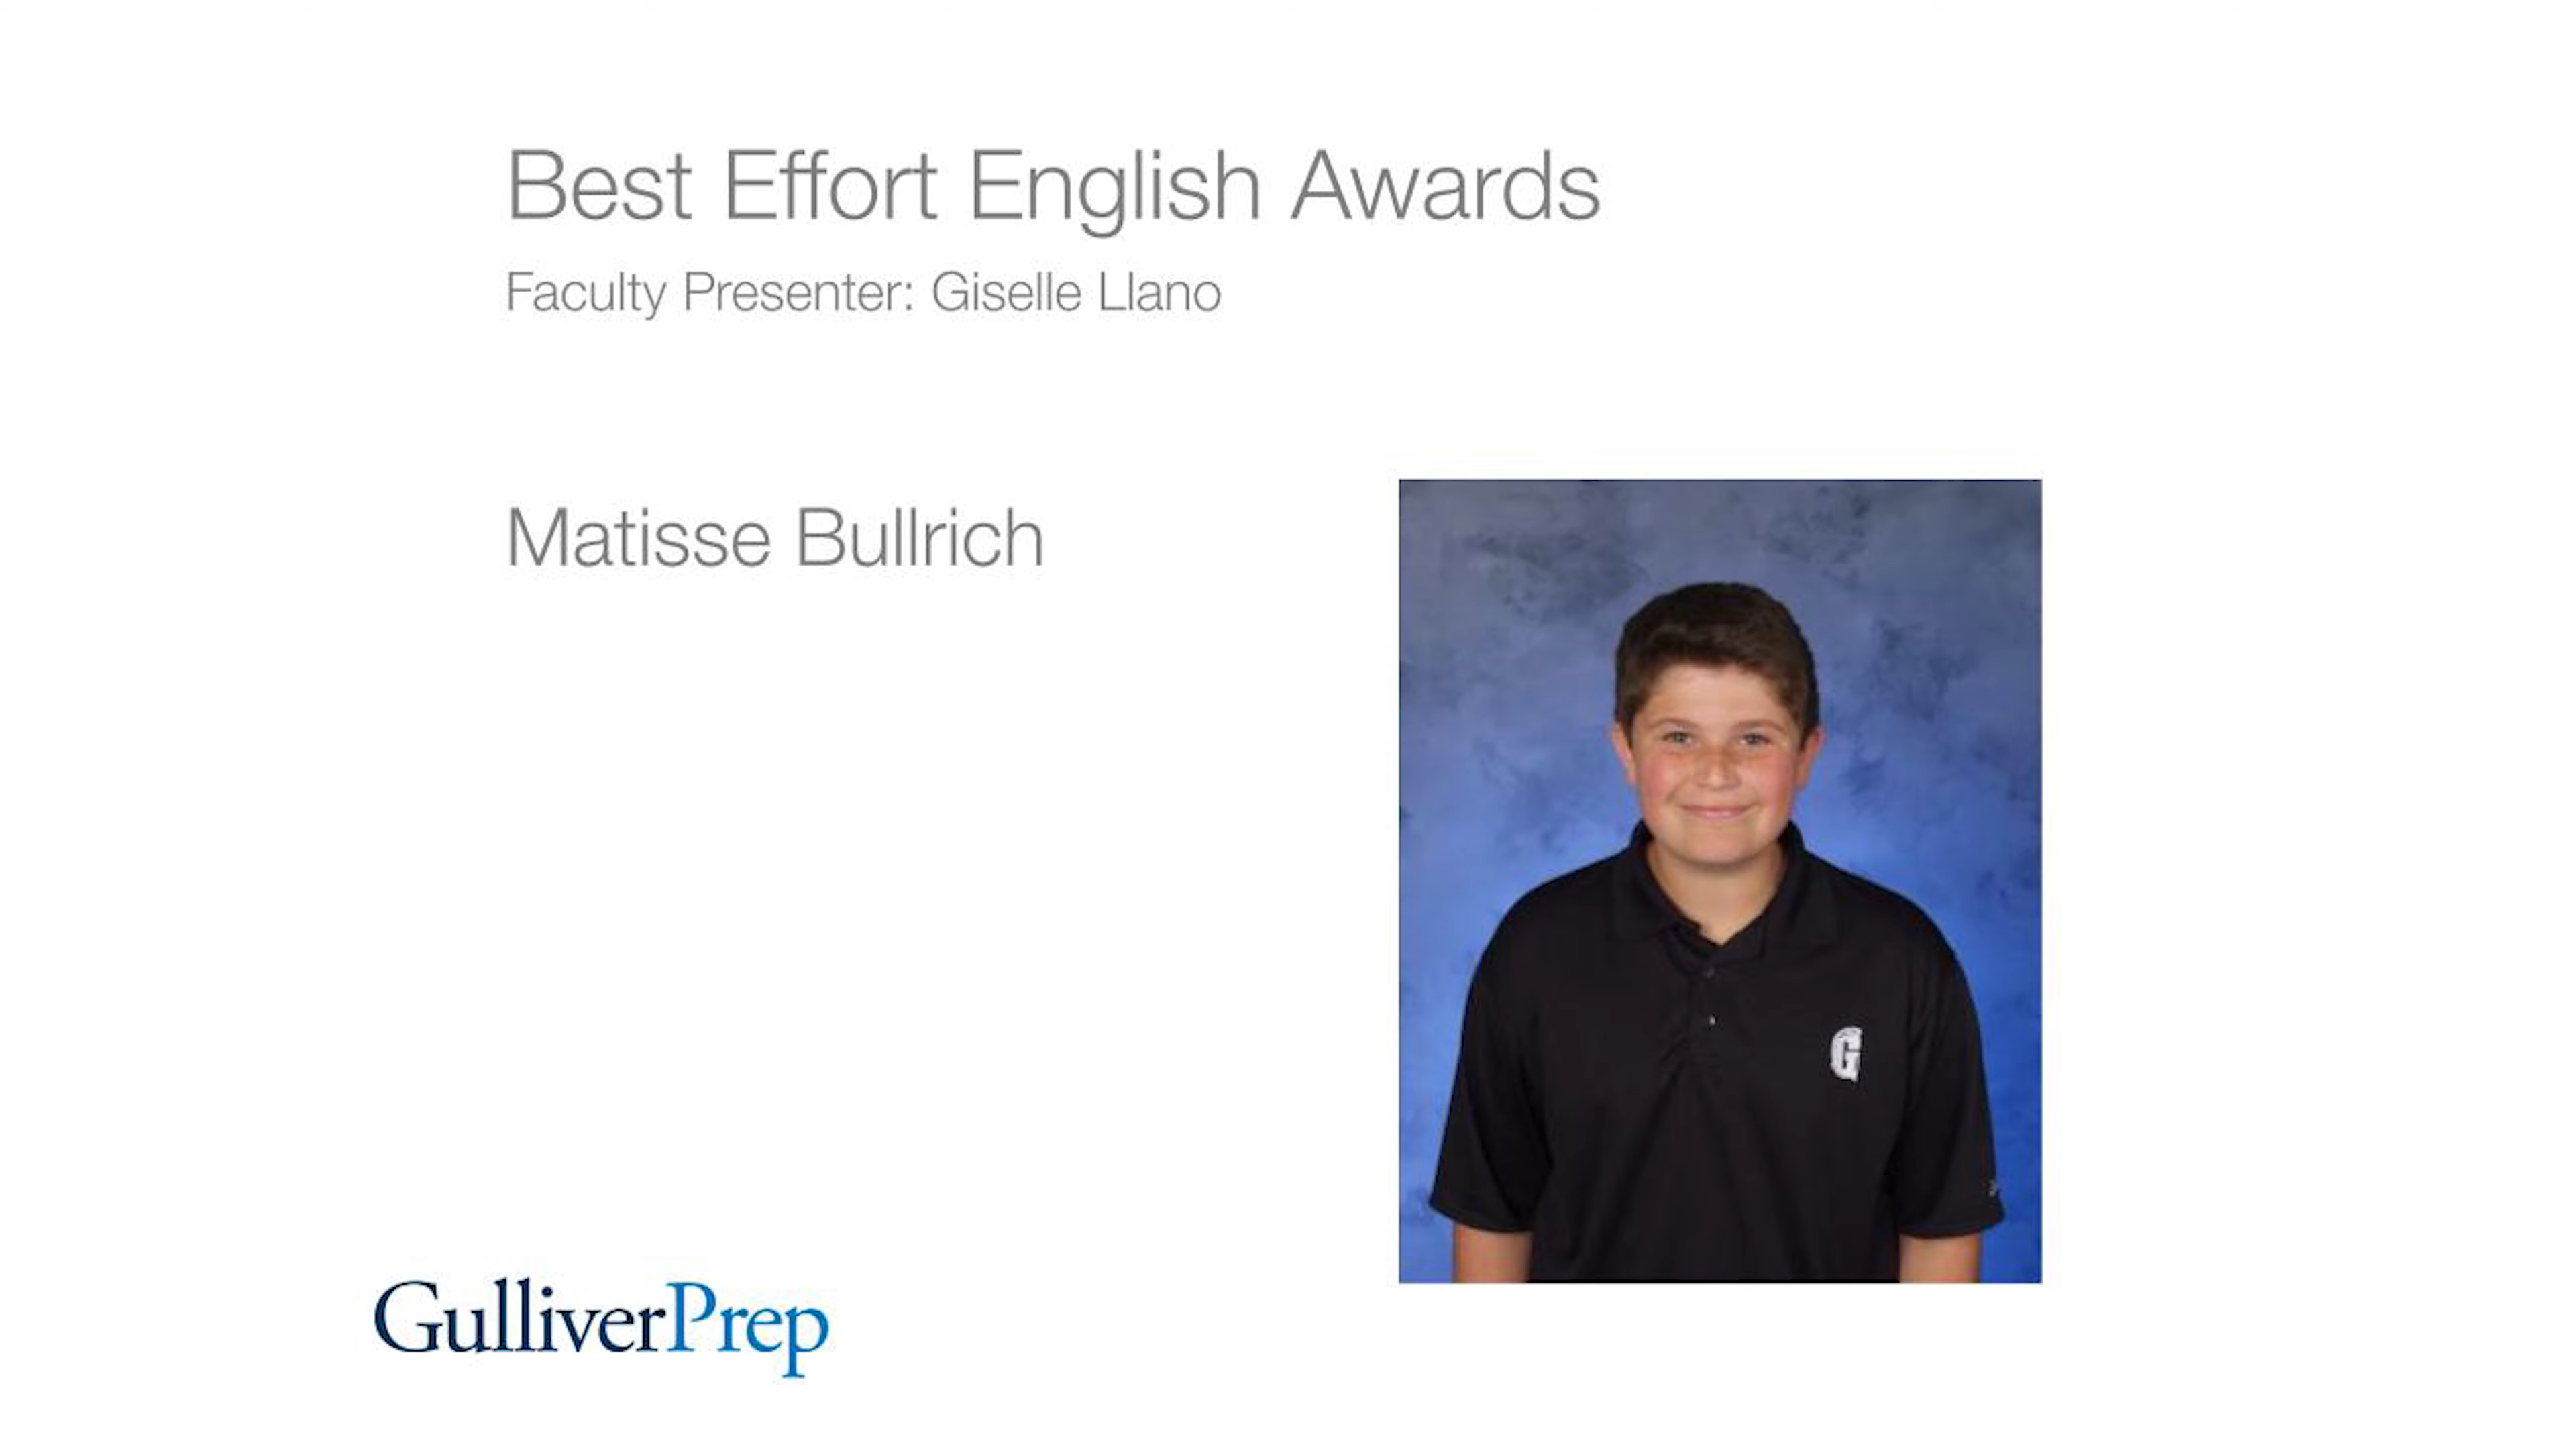 Best Effort English Awards
Faculty Presenter: Giselle Llano
Matisse Bullrich
G
GulliverPrep